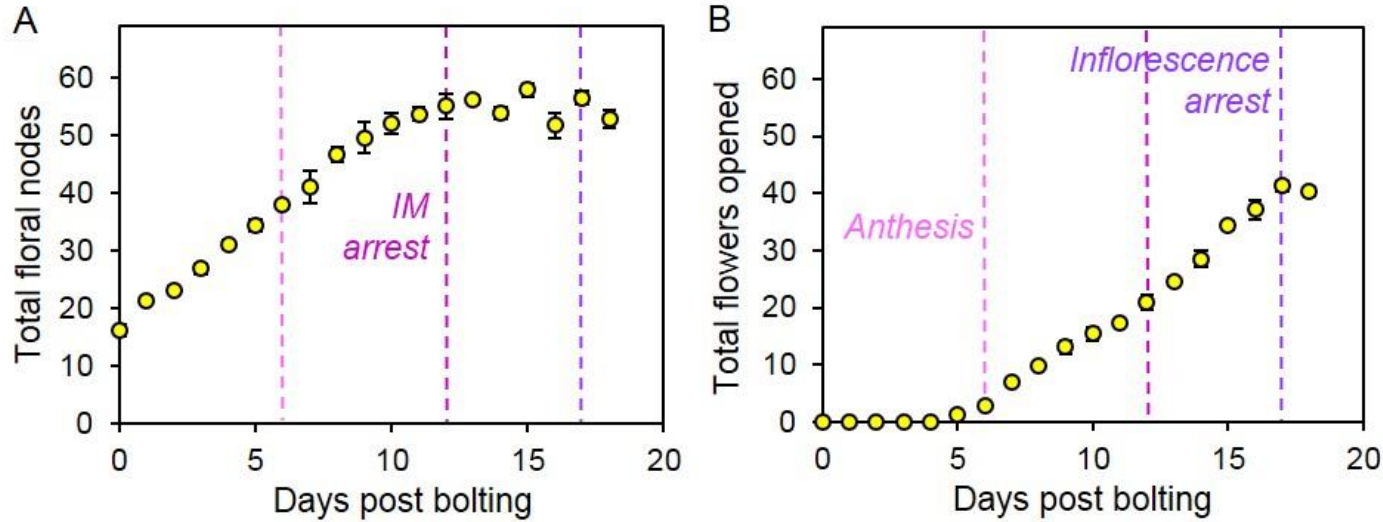 A
Total floral nodes
60
50
40
30
20
10
0
IM
arrest
0 5 10 15 20
Days post bolting
B
Total flowers opened
60
50
40
30
20
10
0
Inflorescence
arrest
Anthesis
0 5 10 15 20
Days post bolting